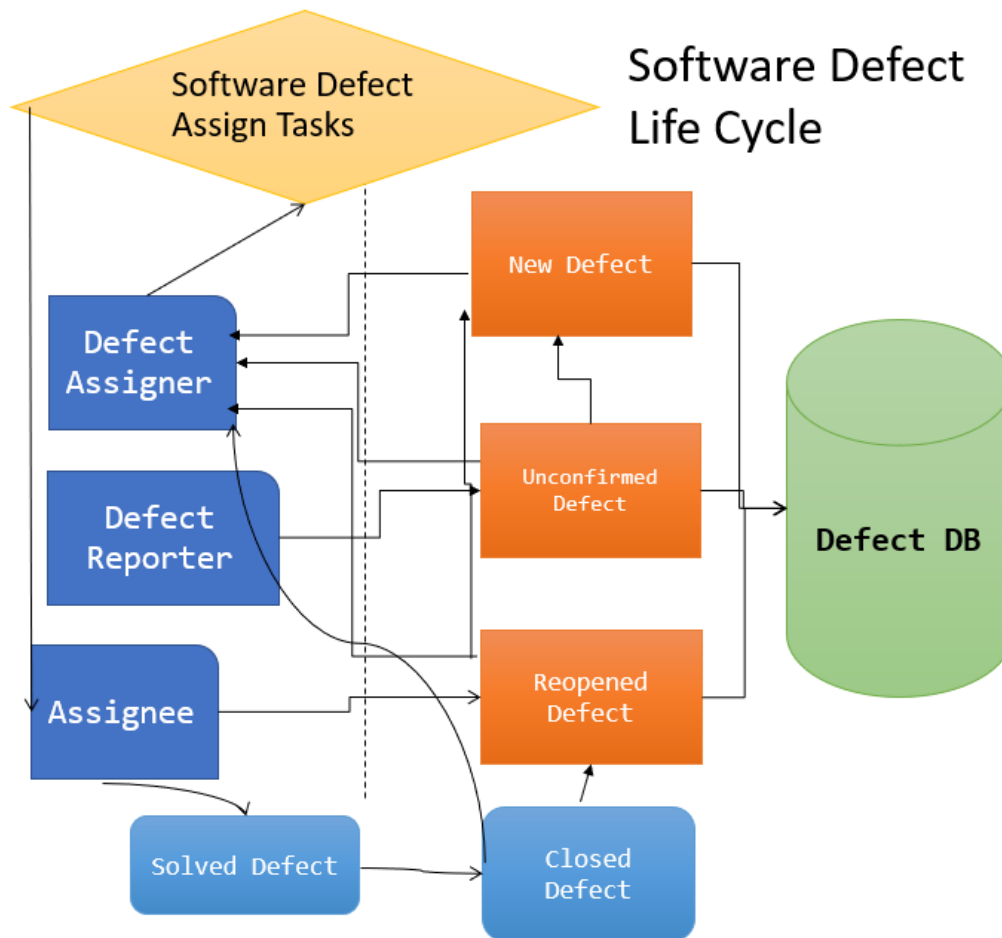 Software Defect
Assign Tasks
Software Defect
Life Cycle
New Defect
Defect
Assigner
Unconfirmed
Defect
Defect
Reporter
Defect DB
Reopened
Defect
Assignee
Solved Defect
Closed
Defect